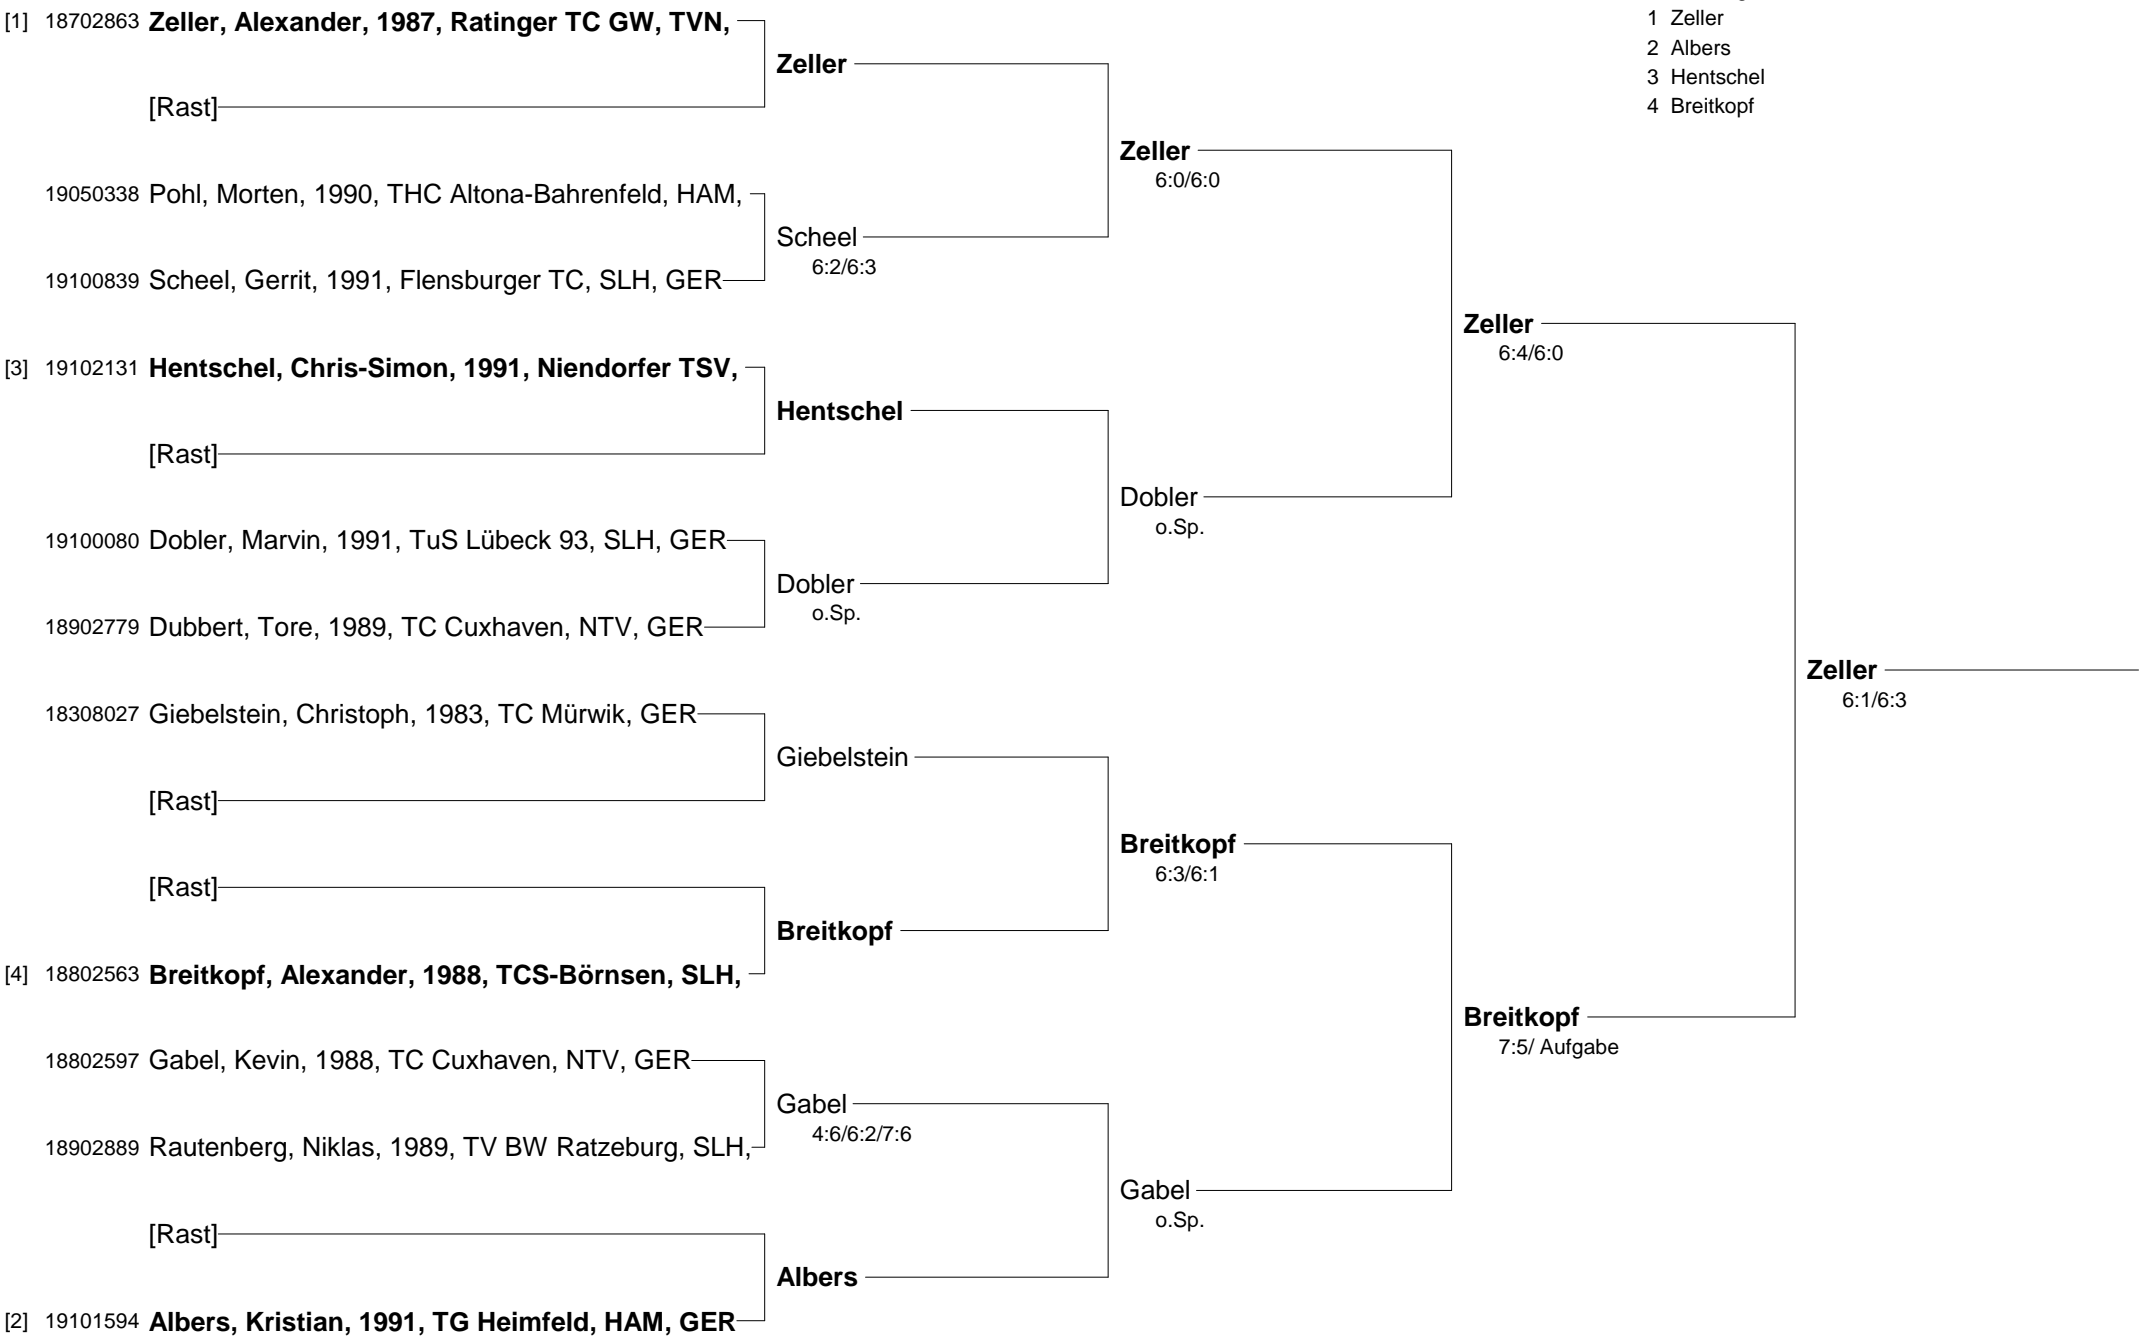 1 Zeller
2 Albers
3 Hentschel
4 Breitkopf
[1] 18702863 Zeller, Alexander, 1987, Ratinger TC GW, TVN,
[Rast]
19050338 Pohl, Morten, 1990, THC Altona-Bahrenfeld, HAM,
19100839 Scheel, Gerrit, 1991, Flensburger TC, SLH, GER
[3] 19102131 Hentschel, Chris-Simon, 1991, Niendorfer TSV,
[Rast]
19100080 Dobler, Marvin, 1991, TuS Lübeck 93, SLH, GER
18902779 Dubbert, Tore, 1989, TC Cuxhaven, NTV, GER
18308027 Giebelstein, Christoph, 1983, TC Mürwik, GER
[Rast]
[Rast]
[4] 18802563 Breitkopf, Alexander, 1988, TCS-Börnsen, SLH,
18802597 Gabel, Kevin, 1988, TC Cuxhaven, NTV, GER
18902889 Rautenberg, Niklas, 1989, TV BW Ratzeburg, SLH,
[Rast]
[2] 19101594 Albers, Kristian, 1991, TG Heimfeld, HAM, GER
Zeller
Scheel
6:2/6:3
Hentschel
Dobler
o.Sp.
Giebelstein
Breitkopf
Gabel
4:6/6:2/7:6
Albers
Zeller
6:0/6:0
Dobler
o.Sp.
Breitkopf
6:3/6:1
Gabel
o.Sp.
Zeller
6:4/6:0
Breitkopf
7:5/ Aufgabe
Zeller
6:1/6:3